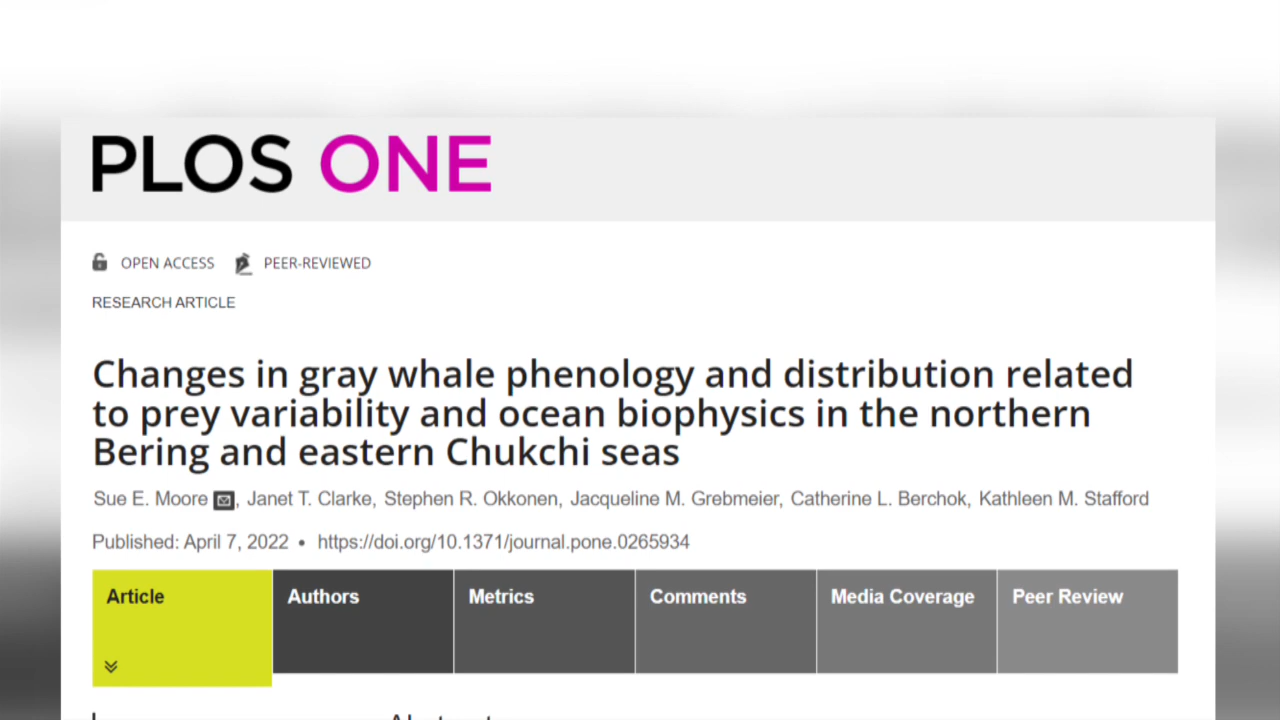 PLOS ONE
OPEN ACCESS PEER-REVIEWED
RESEARCH ARTICLE
Changes in gray whale phenology and distribution related
to prey variability and ocean biophysics in the northern
Bering and eastern Chukchi seas
Sue E. Moore, Janet T. Clarke, Stephen R. Okkonen, Jacqueline M. Grebmeier, Catherine L. Berchok, Kathleen M. Stafford
Published: April 7, 2022 • https://doi.org/10.1371/journal.pone.0265934
Article Authors Metrics Comments Media Coverage Peer Review